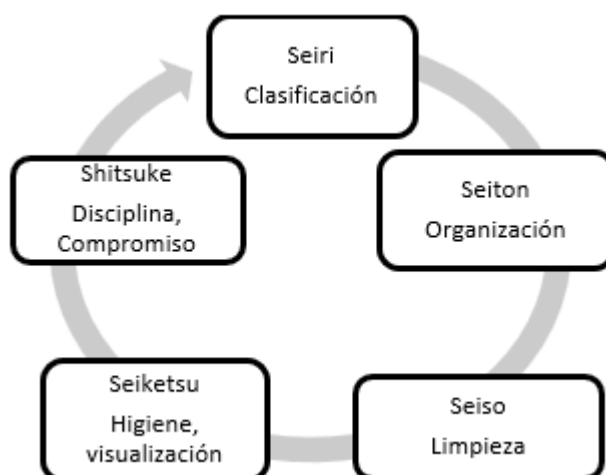 Seiri
Clasificación
Seiton
Organización
Seiso
Limpieza
Seiketsu
Higiene,
visualización
Shitsuke
Disciplina,
Compromiso